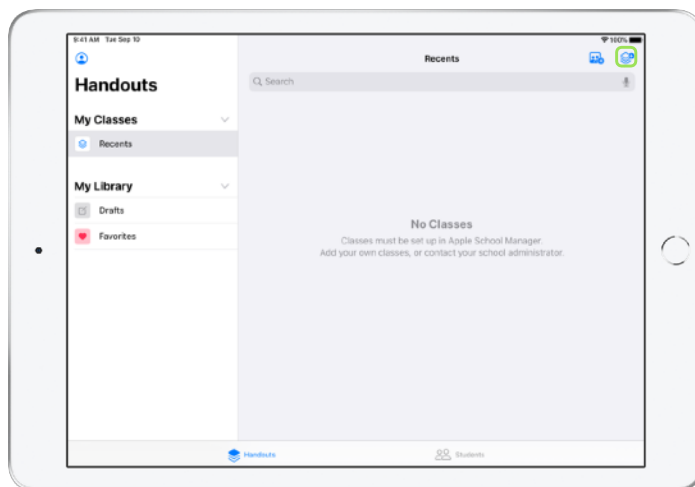 9:41 AM Tue Sep 10
100%
Handouts
My Classes
Recents
My Library
Drafts
Favorites
Recents
Search
No Classes
Classes must be set up in Apple School Manager.
Add your own classes, or contact your school administrator.
Handouts
Students